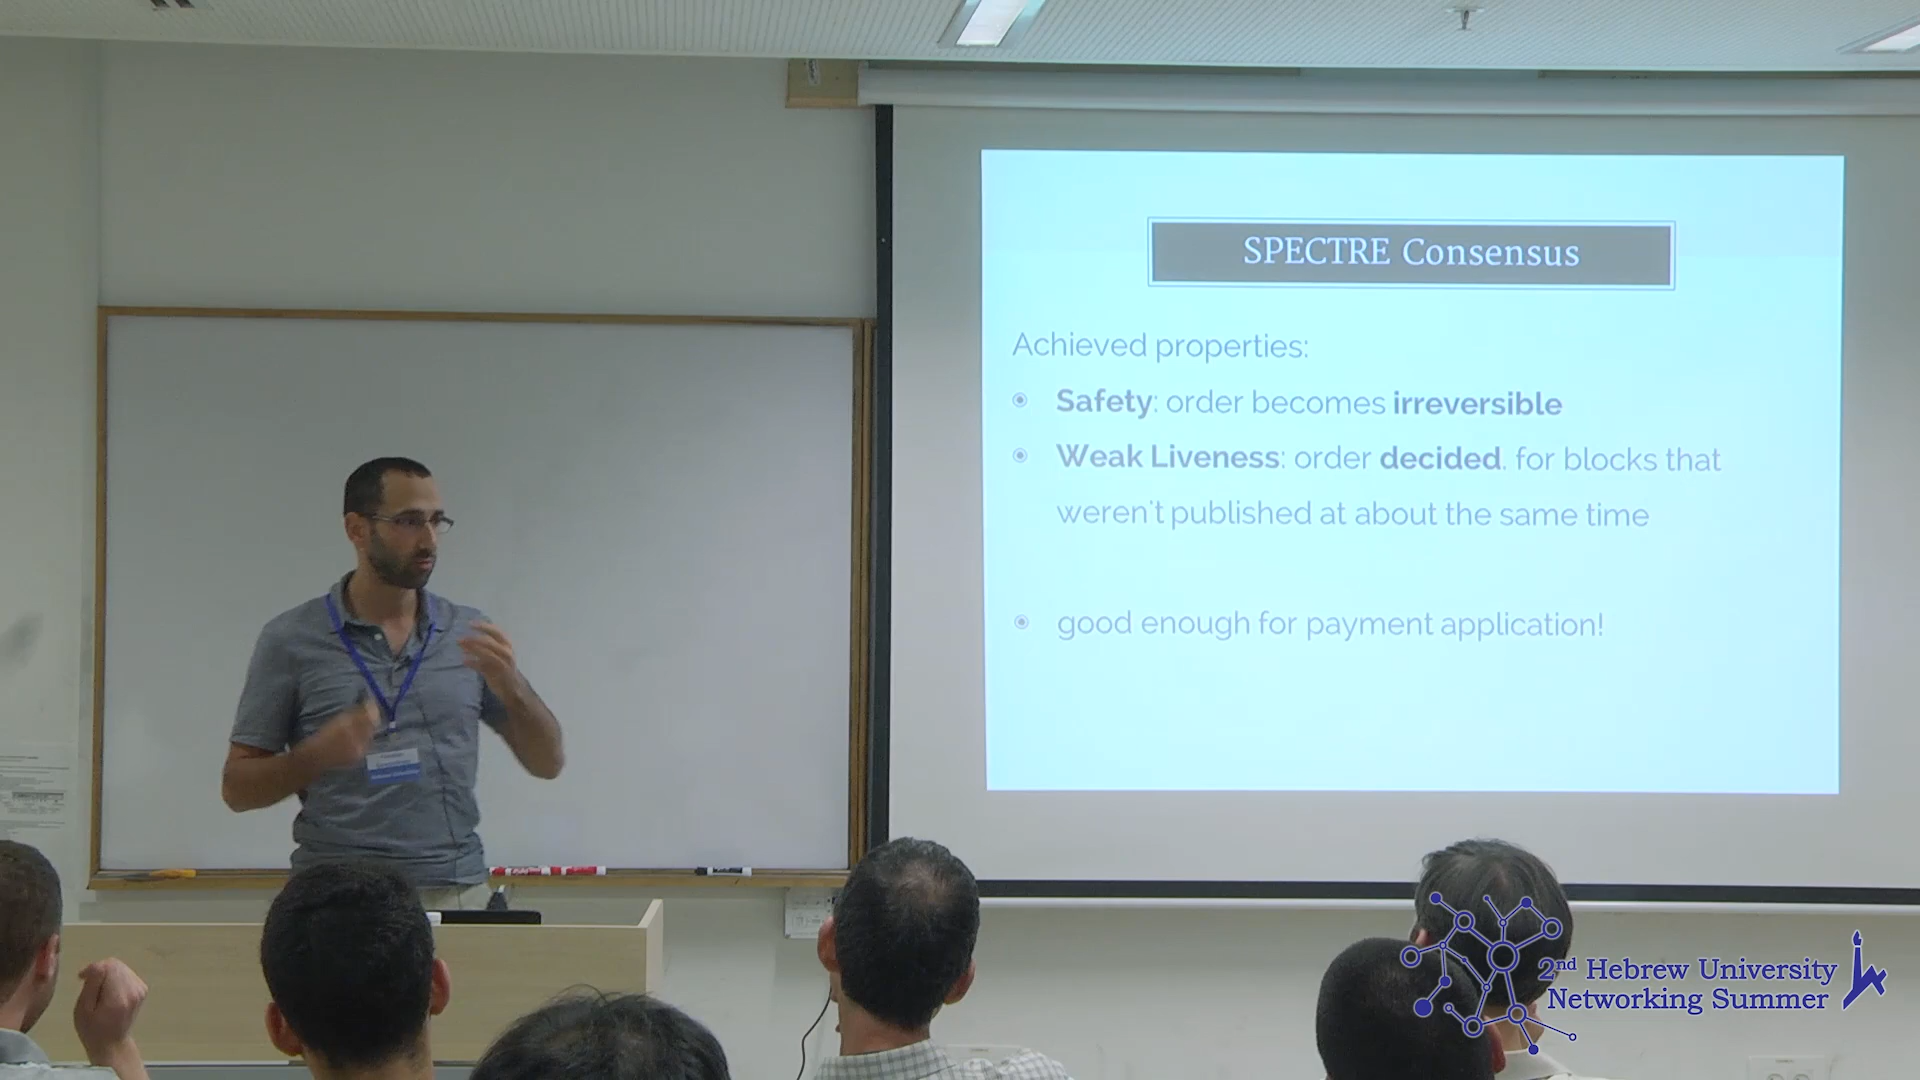 SPECTRE Consensus
Achieved properties:
Safety: order becomes irreversible
Weak Liveness: order decided. for blocks that
weren't published at about the same time
good enough for payment application!
2nd Hebrew University
Networking Summer